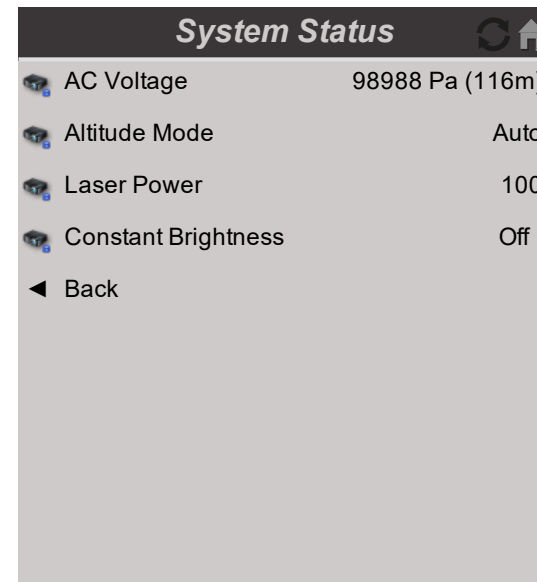 System Status
AC Voltage 98988 Pa (116m)
Altitude Mode Auto
Laser Power 100
Constant Brightness Off
◄ Back